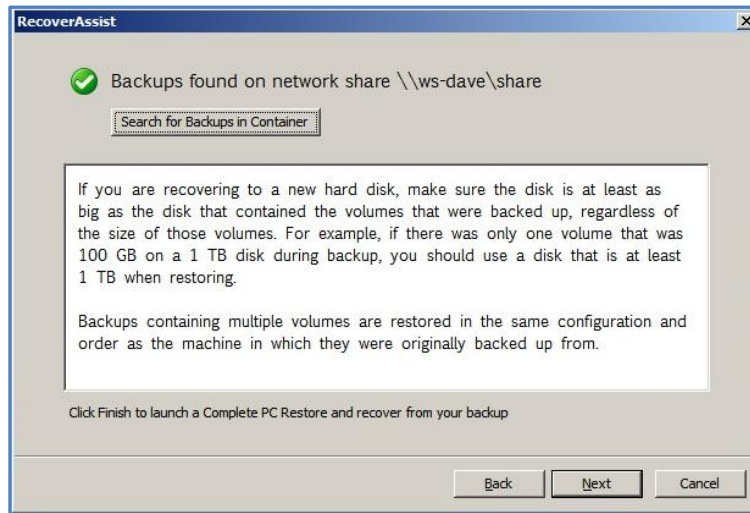 RecoverAssist
Backups found on network share \\ws-dave\share
Search for Backups in Container
If you are recovering to a new hard disk, make sure the disk is at least as
big as the disk that contained the volumes that were backed up, regardless of
the size of those volumes. For example, if there was only one volume that was
100 GB on a 1 TB disk during backup, you should use a disk that is at least
1 TB when restoring.
Backups containing multiple volumes are restored in the same configuration and
order as the machine in which they were originally backed up from.
Click Finish to launch a Complete PC Restore and recover from your backup
Back
Next
Cancel